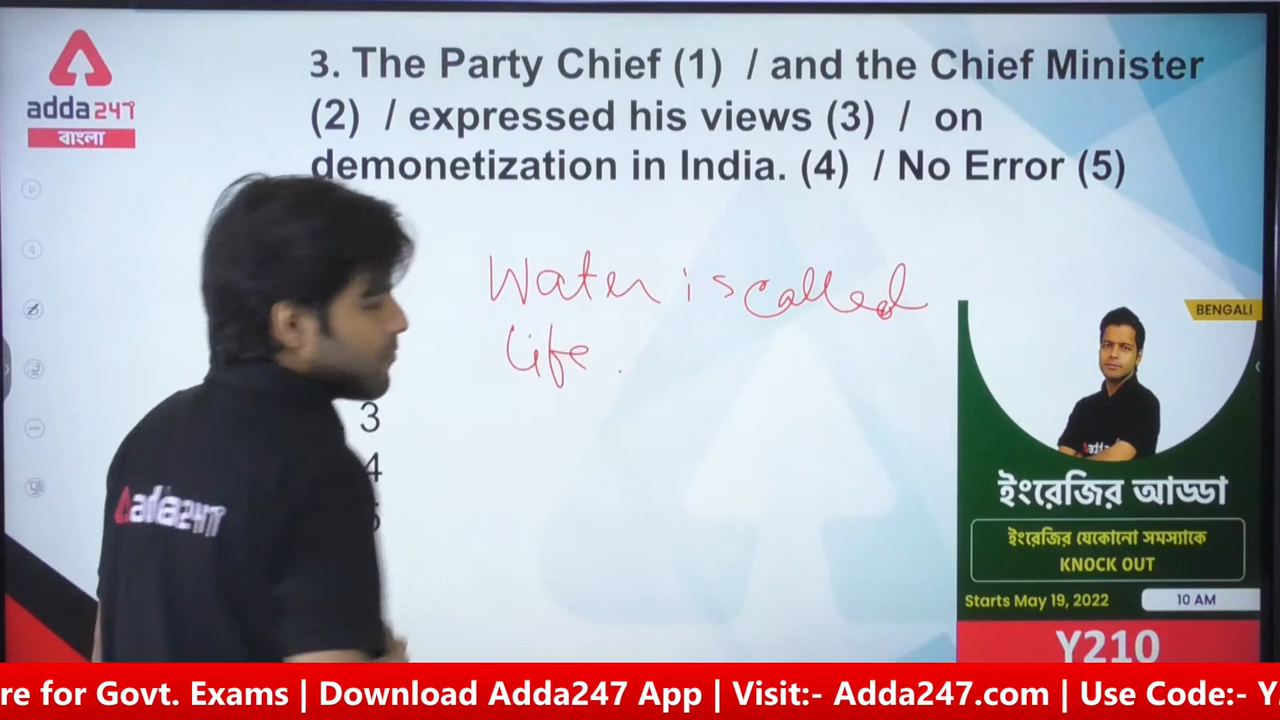 adda247
বাংলা
3. The Party Chief (1) / and the Chief Minister
(2) / expressed his views (3) / on
demonetization in India. (4) / No Error (5)
Water is called
life.
3
4
5
adda247
BENGALI
ইংরেজির আড্ডা
ইংরেজির যেকোনো সমস্যাকে
KNOCK OUT
Starts May 19, 2022
10 AM
Y210
re for Govt. Exams | Download Adda247 App | Visit:- Adda247.com | Use Code:- Y